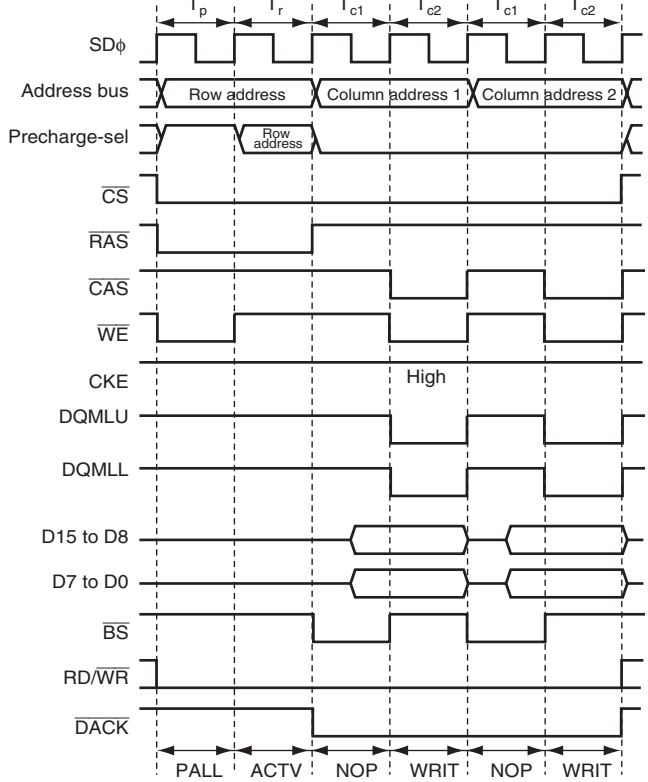 Tp Tr Tc1 Tc2 Tc1 Tc2
SDϕ
Address bus Row address Column address 1 Column address 2
Precharge-sel Row address
CS
RAS
CAS
WE
CKE High
DQMLU
DQMLL
D15 to D8
D7 to D0
BS
RD/WR
DACK
PALL ACTV NOP WRIT NOP WRIT